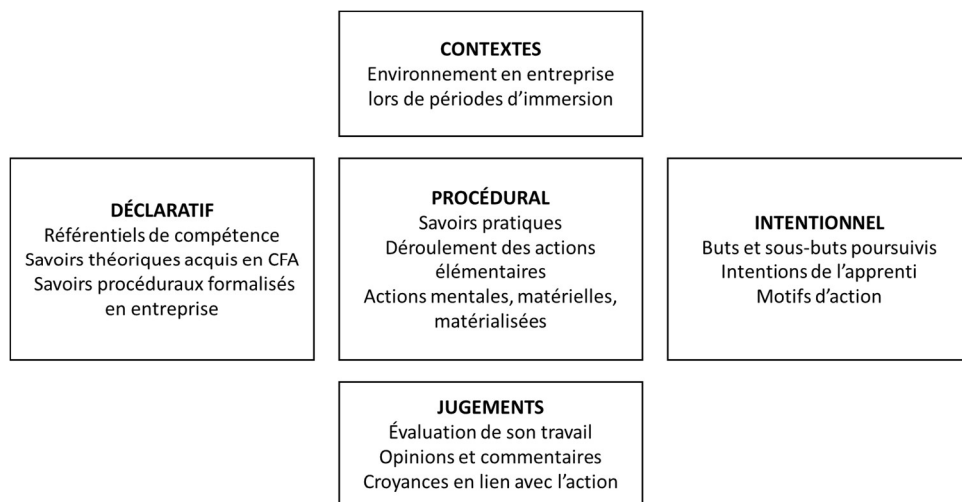 CONTEXTES
Environnement en entreprise
lors de périodes d’immersion
DÉCLARATIF
Référentiels de compétence
Savoirs théoriques acquis en CFA
Savoirs procéduraux formalisés
en entreprise
PROCÉDURAL
Savoirs pratiques
Déroulement des actions
élémentaires
Actions mentales, matérielles,
matérialisées
INTENTIONNEL
Buts et sous-buts poursuivis
Intentions de l’apprenti
Motifs d’action
JUGEMENTS
Évaluation de son travail
Opinions et commentaires
Croyances en lien avec l’action